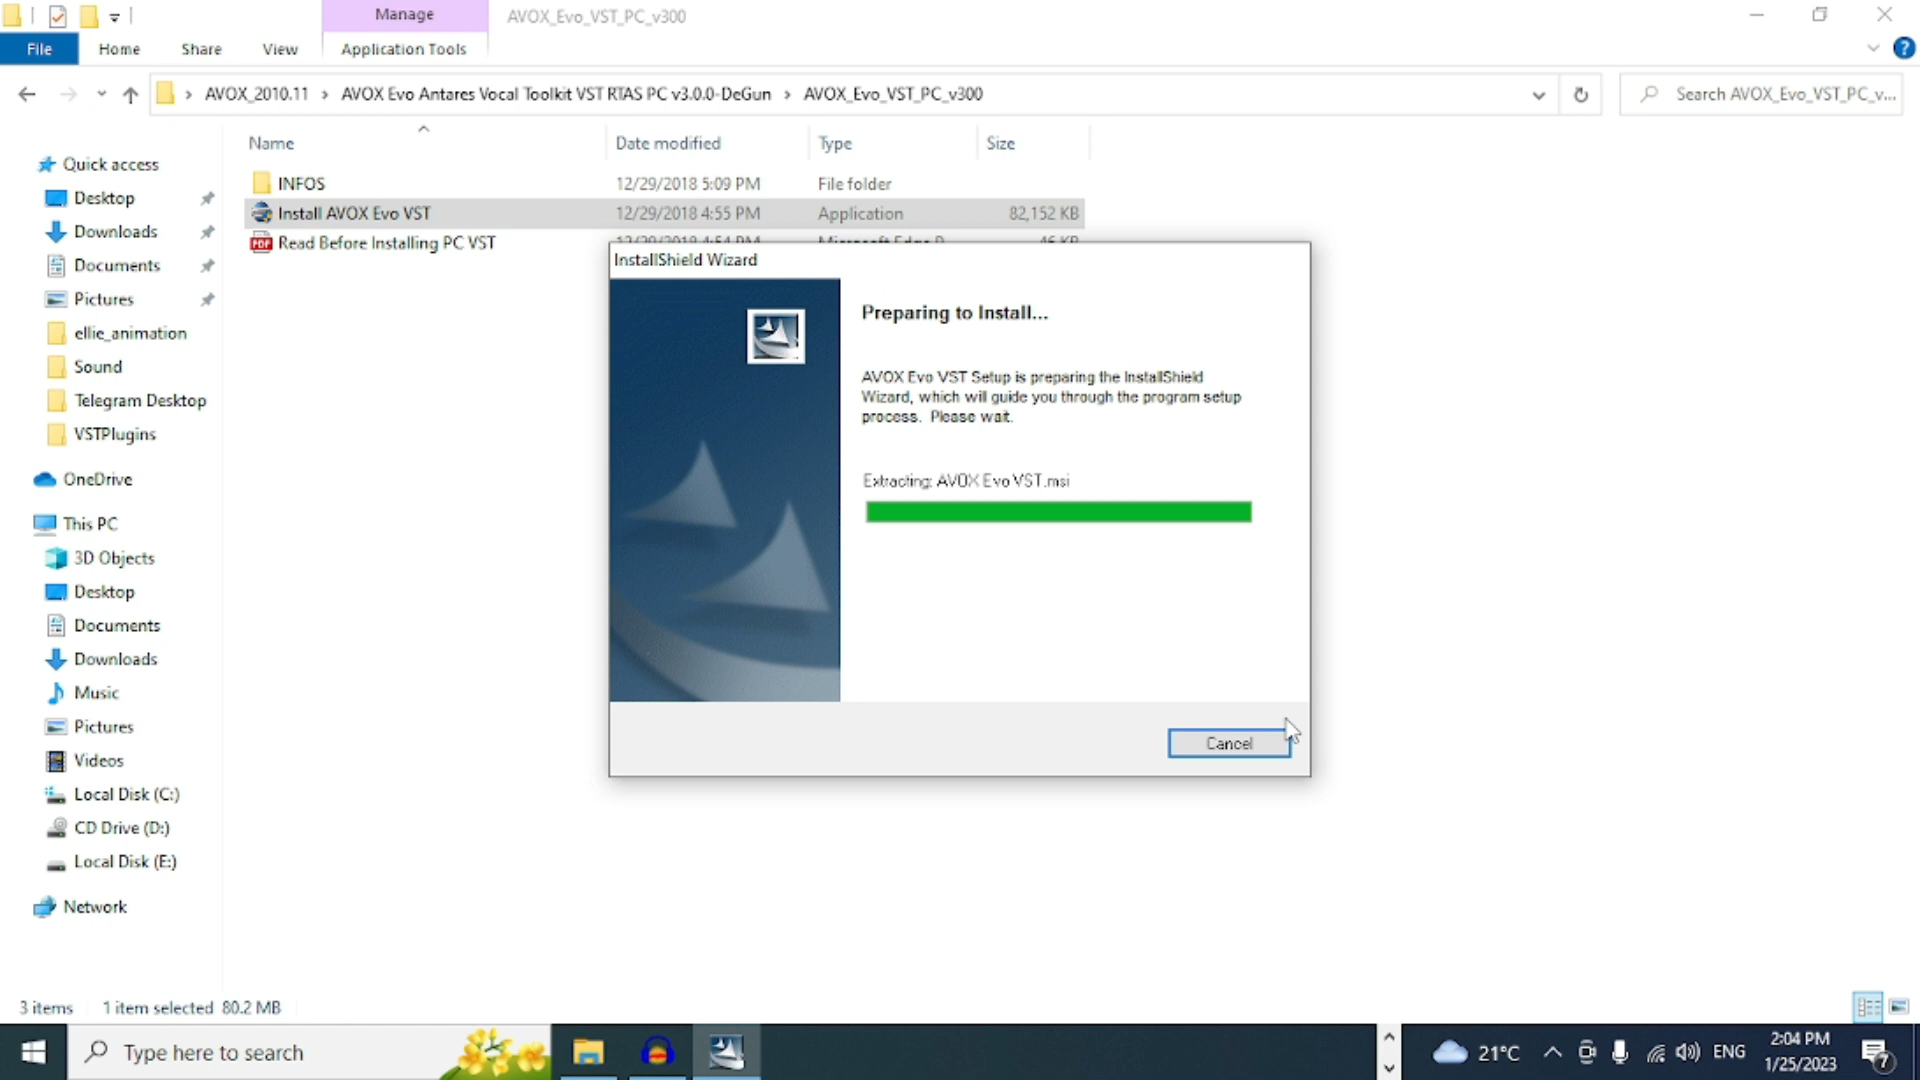 Manage
AVOX_Evo_VST_PC_v300
File
Home
Share
View
Application Tools
AVOX_2010.11 › AVOX Evo Antares Vocal Toolkit VST RTAS PC v3.0.0-DeGun › AVOX_Evo_VST_PC_v300
Search AVOX_Evo_VST_PC_v...
Name
Date modified
Type
Size
INFOS
12/29/2018 5:09 PM
File folder
Install AVOX Evo VST
12/29/2018 4:55 PM
Application
82,152 KB
PDF
Read Before Installing PC VST
12/29/2018 4:54 PM
Microsoft Edge P
46 KB
Quick access
Desktop
Downloads
Documents
Pictures
ellie_animation
Sound
Telegram Desktop
VSTPlugins
OneDrive
This PC
3D Objects
Desktop
Documents
Downloads
Music
Pictures
Videos
Local Disk (C:)
CD Drive (D:)
Local Disk (E:)
Network
InstallShield Wizard
Preparing to Install...
AVOX Evo VST Setup is preparing the InstallShield
Wizard, which will guide you through the program setup
process. Please wait.
Extracting: AVOX Evo VST.msi
Cancel
3 items
1 item selected 80.2 MB
Type here to search
21°C
ENG
2:04 PM
1/25/2023
7